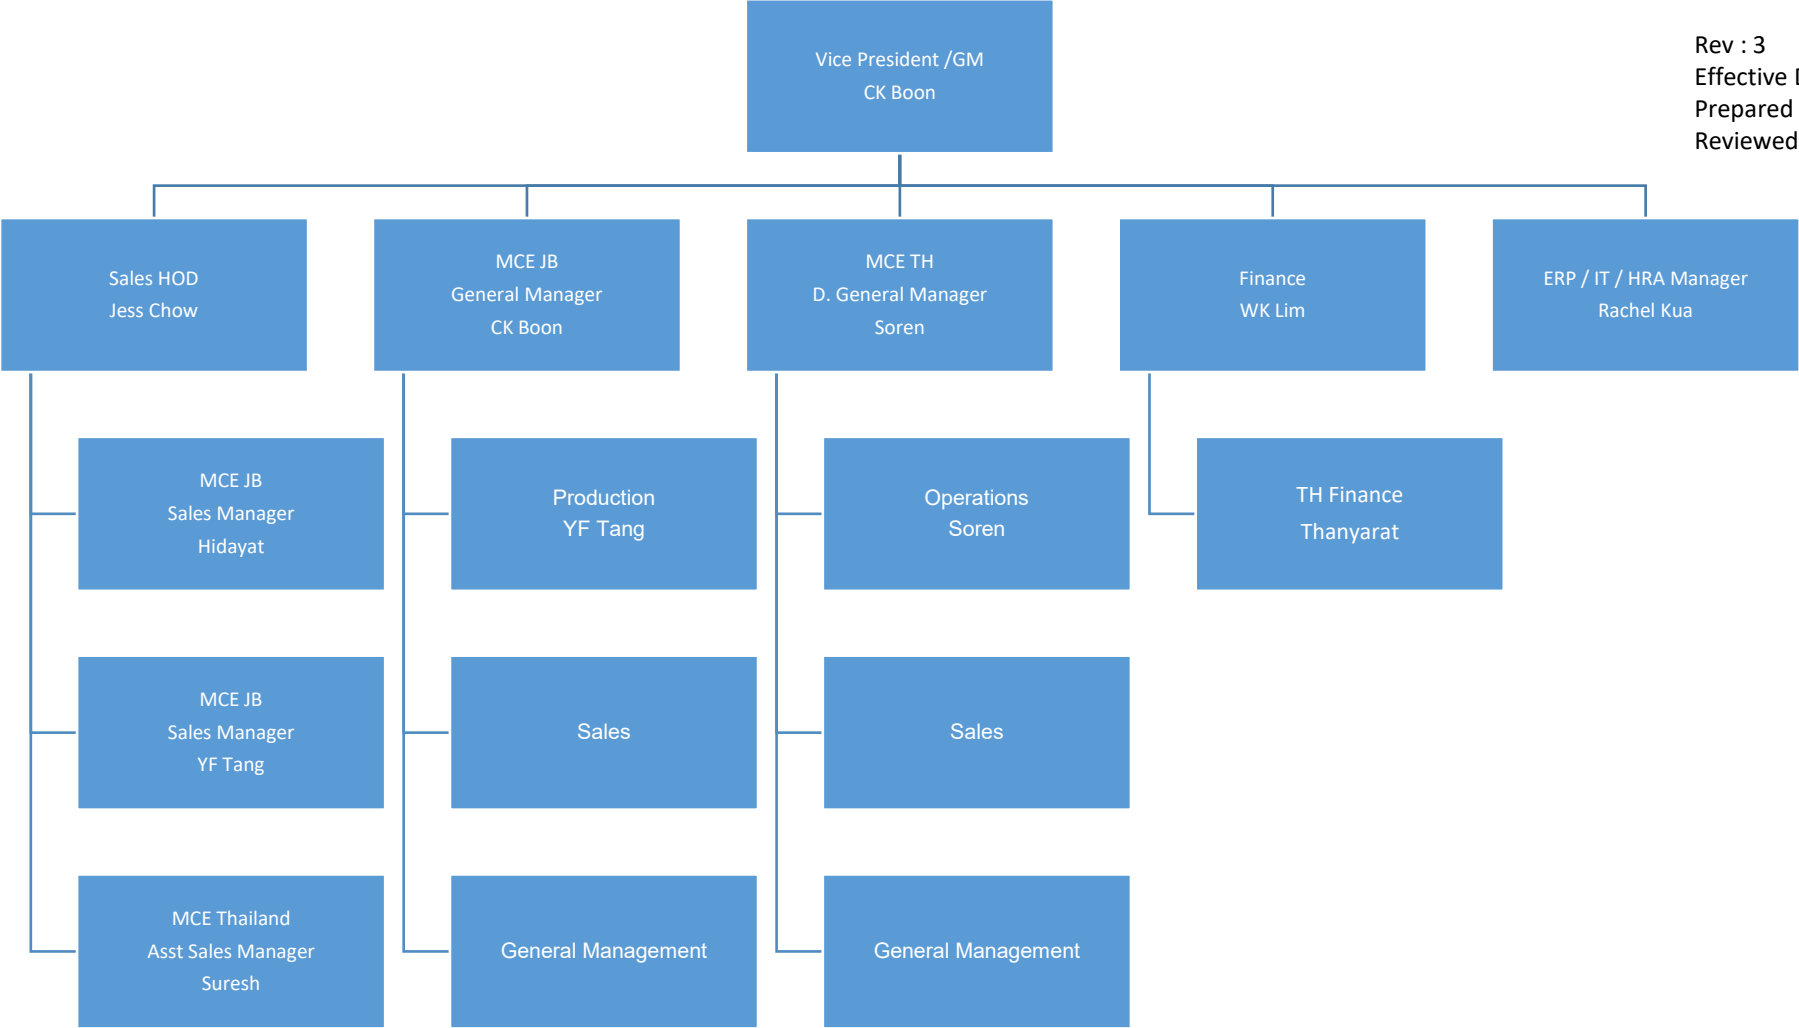 Vice President /GM
CK Boon
Rev : 3
Effective
Prepared
Reviewed
Sales HOD
Jess Chow
MCE JB
General Manager
CK Boon
MCE TH
D. General Manager
Soren
Finance
WK Lim
ERP / IT / HRA Manager
Rachel Kua
MCE JB
Sales Manager
Hidayat
Production
YF Tang
Operations
Soren
TH Finance
Thanyarat
MCE JB
Sales Manager
YF Tang
Sales
Sales
MCE Thailand
Asst Sales Manager
Suresh
General Management
General Management